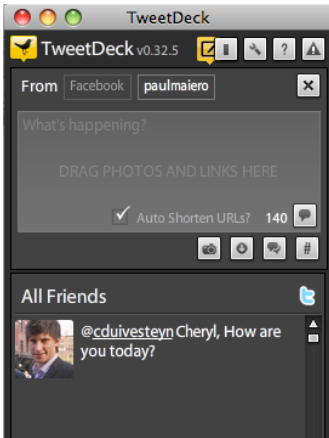 TweetDeck
TweetDeck v0.32.5
?
From Facebook paulmaiero
What's happening?
DRAG PHOTOS AND LINKS HERE
Auto Shorten URLs? 140
#
All Friends
@cduivesteyn Cheryl, How are
you today?